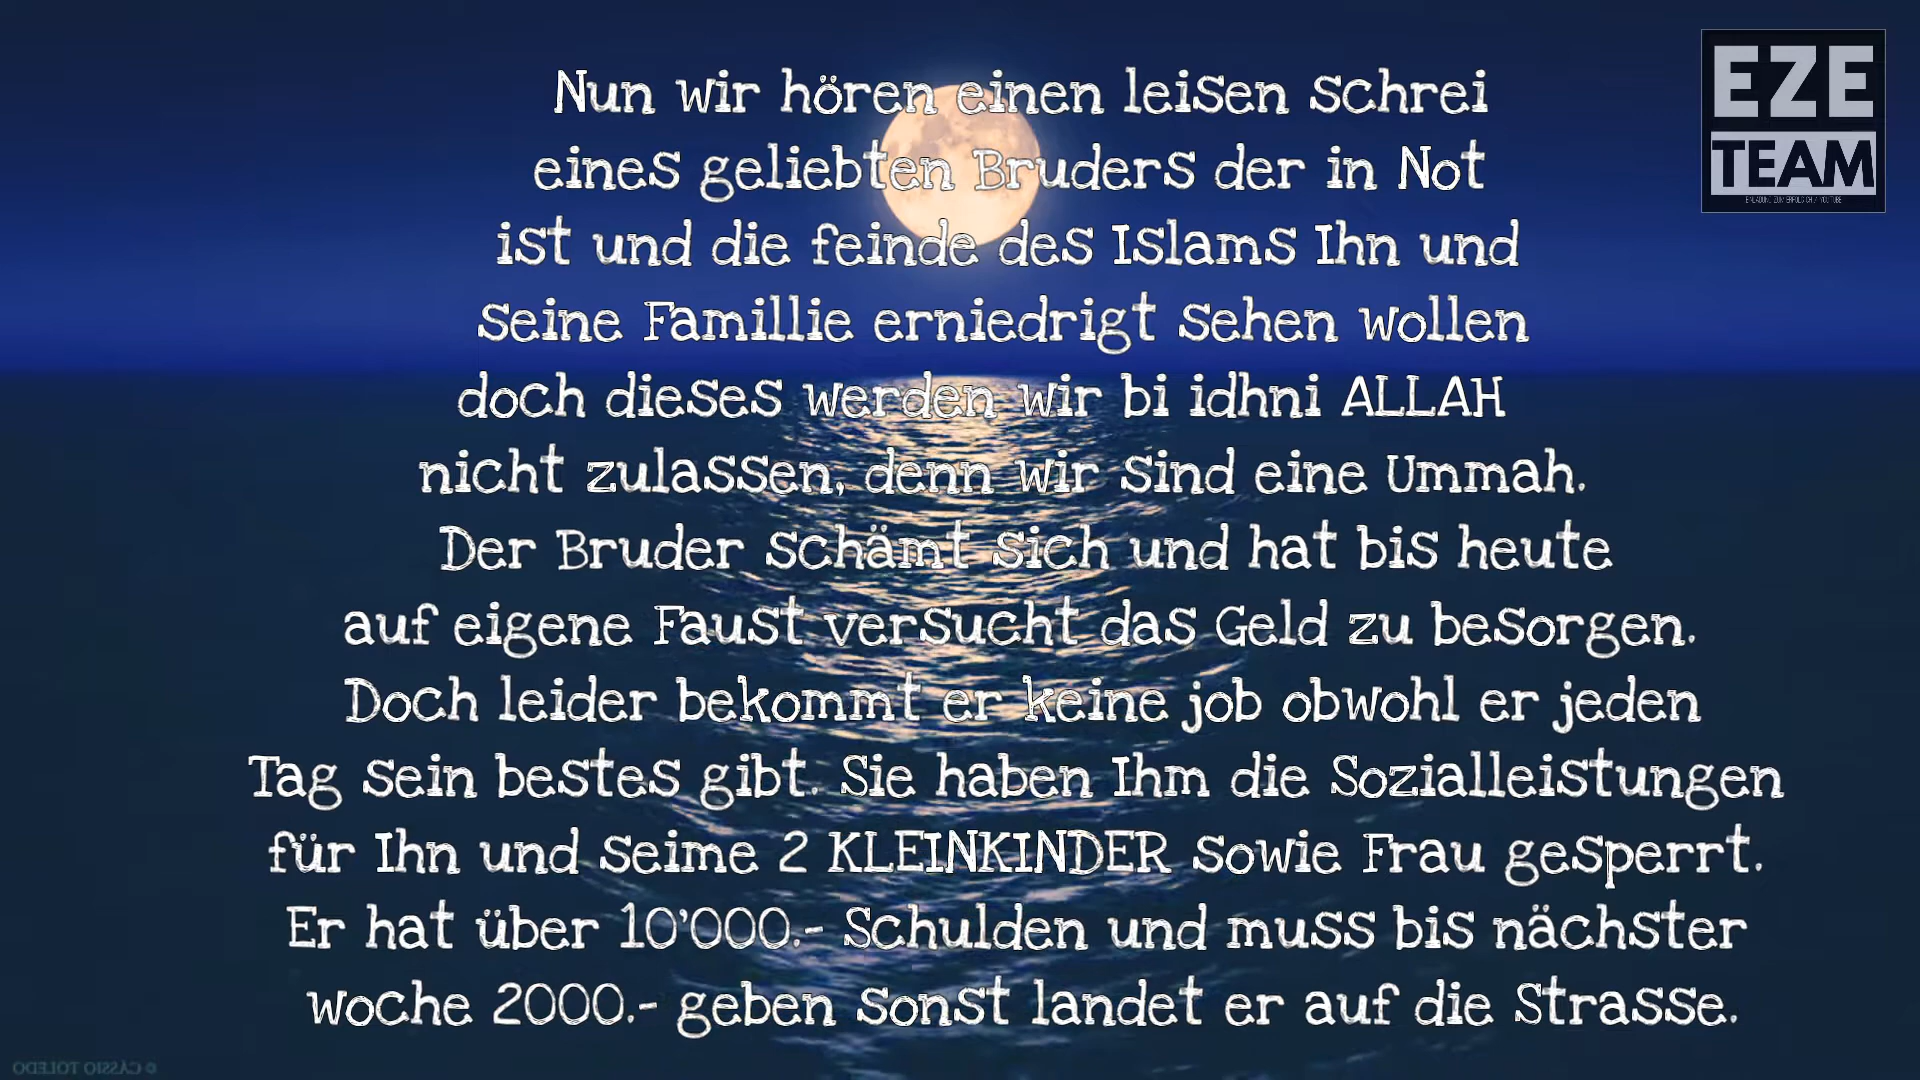 EZE
TEAM
Nun wir hören einen leisen schrei
eines geliebten Bruders der in Not
ist und die feinde des Islams Ihn und
seine Famillie erniedrigt sehen wollen
doch dieses werden wir bi idhni ALLAH
nicht zulassen, denn wir sind eine Ummah.
Der Bruder schämt sich und hat bis heute
auf eigene Faust versucht das Geld zu besorgen.
Doch leider bekommt er keine job obwohl er jeden
Tag sein bestes gibt. Sie haben Ihm die Sozialleistungen
für Ihn und seime 2 KLEINKINDER sowie Frau gesperrt.
Er hat über 10'000.- Schulden und muss bis nächster
woche 2000.- geben sonst landet er auf die Strasse.
© CÁSSIO TOLEDO